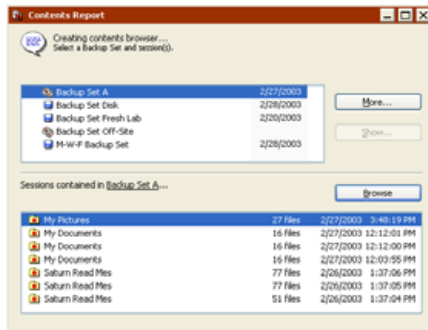 Contents Report
Creating contents browser...
Select a Backup Set and session(s).
Backup Set A 2/27/2003
Backup Set Disk 2/28/2003
Backup Set Fresh Lab 2/20/2003
Backup Set Off-Site
M-W-F Backup Set 2/28/2003
More...
Show...
Sessions contained in Backup Set A...
Browse
My Pictures 27 files 2/27/2003 3:48:19 PM
My Documents 16 files 2/27/2003 12:12:01 PM
My Documents 16 files 2/27/2003 12:12:00 PM
My Documents 16 files 2/27/2003 12:03:55 PM
Saturn Read Mes 77 files 2/26/2003 1:37:06 PM
Saturn Read Mes 77 files 2/26/2003 1:37:05 PM
Saturn Read Mes 51 files 2/26/2003 1:37:04 PM